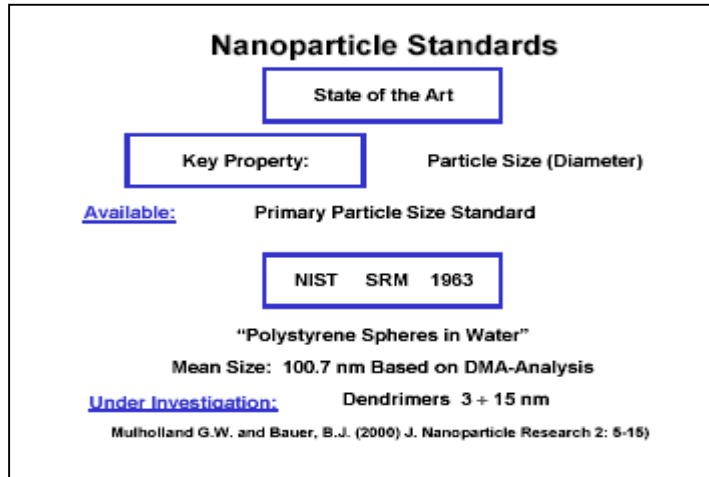 Nanoparticle Standards
State of the Art
Key Property: Particle Size (Diameter)
Available: Primary Particle Size Standard
NIST SRM 1963
“Polystyrene Spheres in Water”
Mean Size: 100.7 nm Based on DMA-Analysis
Under Investigation: Dendrimers 3 ÷ 15 nm
Mulholland G.W. and Bauer, B.J. (2000) J. Nanoparticle Research 2: 5-15)